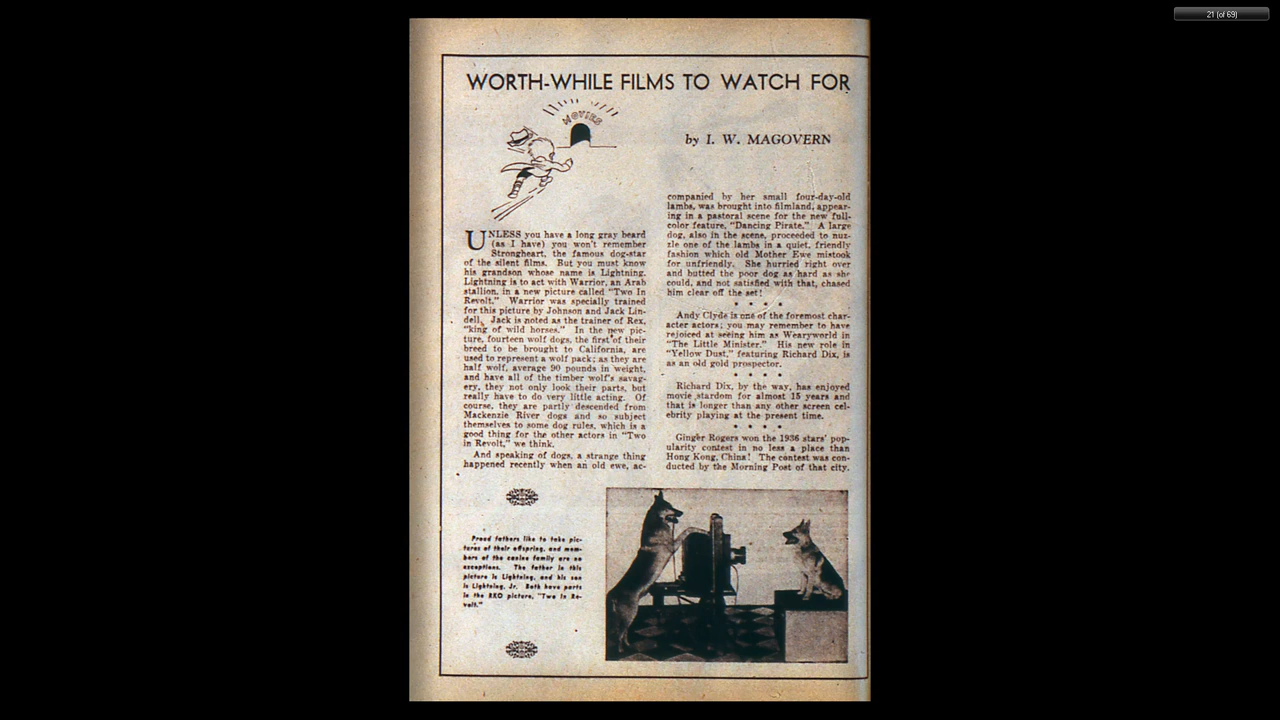 21 (of 69)
WORTH-WHILE FILMS TO WATCH FOR
MOVIES
by I. W. MAGOVERN
UNLESS you have a long gray beard
(as I have) you won't remember
Strongheart, the famous dog-star
of the silent films. But you must know
his grandson whose name is Lightning.
Lightning is to act with Warrior, an Arab
stallion, in a new picture called "Two In
Revolt." Warrior was specially trained
for this picture by Johnson and Jack Lin-
dell. Jack is noted as the trainer of Rex,
"king of wild horses." In the new pic-
ture, fourteen wolf dogs, the first of their
breed to be brought to California, are
used to represent a wolf pack; as they are
half wolf, average 90 pounds in weight,
and have all of the timber wolf's savag-
ery, they not only look their parts, but
really have to do very little acting. Of
course, they are partly descended from
Mackenzie River dogs and so subject
themselves to some dog rules, which is a
good thing for the other actors in "Two
in Revolt," we think.
And speaking of dogs, a strange thing
happened recently when an old ewe, ac-
companied by her small four-day-old
lambs, was brought into filmland, appear-
ing in a pastoral scene for the new full-
color feature, "Dancing Pirate." A large
dog, also in the scene, proceeded to nuz-
zle one of the lambs in a quiet, friendly
fashion which old Mother Ewe mistook
for unfriendly. She hurried right over
and butted the poor dog as hard as she
could, and not satisfied with that, chased
him clear off the set!
* * * *
Andy Clyde is one of the foremost char-
acter actors; you may remember to have
rejoiced at seeing him as Wearyworld in
"The Little Minister." His new role in
"Yellow Dust," featuring Richard Dix, is
as an old gold prospector.
* * * *
Richard Dix, by the way, has enjoyed
movie stardom for almost 15 years and
that is longer than any other screen cel-
ebrity playing at the present time.
* * * *
Ginger Rogers won the 1936 stars' pop-
ularity contest in no less a place than
Hong Kong, China! The contest was con-
ducted by the Morning Post of that city.
Proud fathers like to take pic-
tures of their offspring, and mem-
bers of the canine family are no
exceptions. The father in this
picture is Lightning, and his son
is Lightning, Jr. Both have parts
in the RKO picture, "Two In Re-
volt."